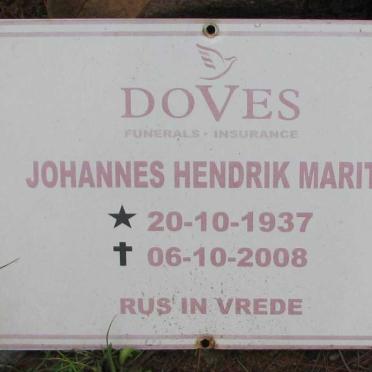 DOVES
FUNERALS • INSURANCE
JOHANNES HENDRIK MARIT
★ 20-10-1937
✝ 06-10-2008
RUS IN VREDE